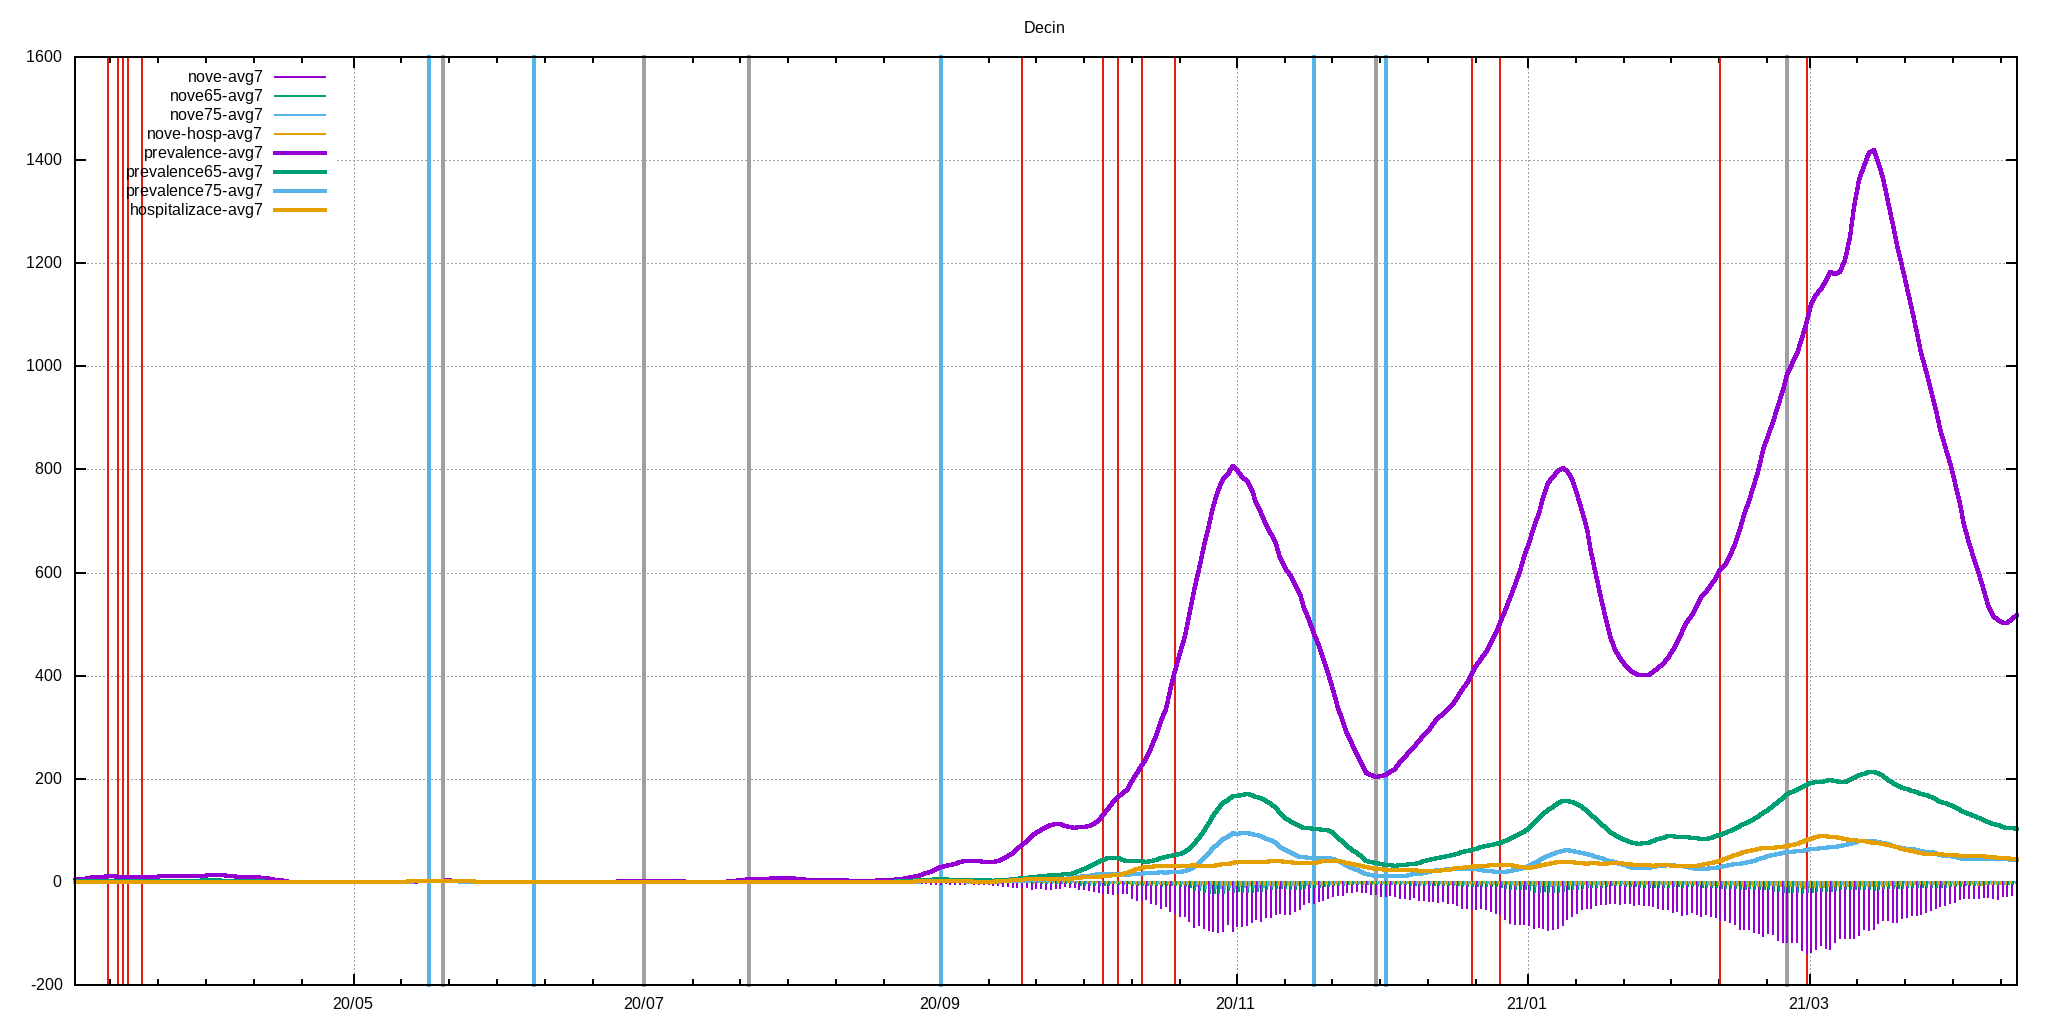 Decin
1600
1400
1200
1000
800
600
400
200
0
-200
nove-avg7
nove65-avg7
nove75-avg7
nove-hosp-avg7
prevalence-avg7
prevalence65-avg7
prevalence75-avg7
hospitalizace-avg7
20/05
20/07
20/09
20/11
21/01
21/03